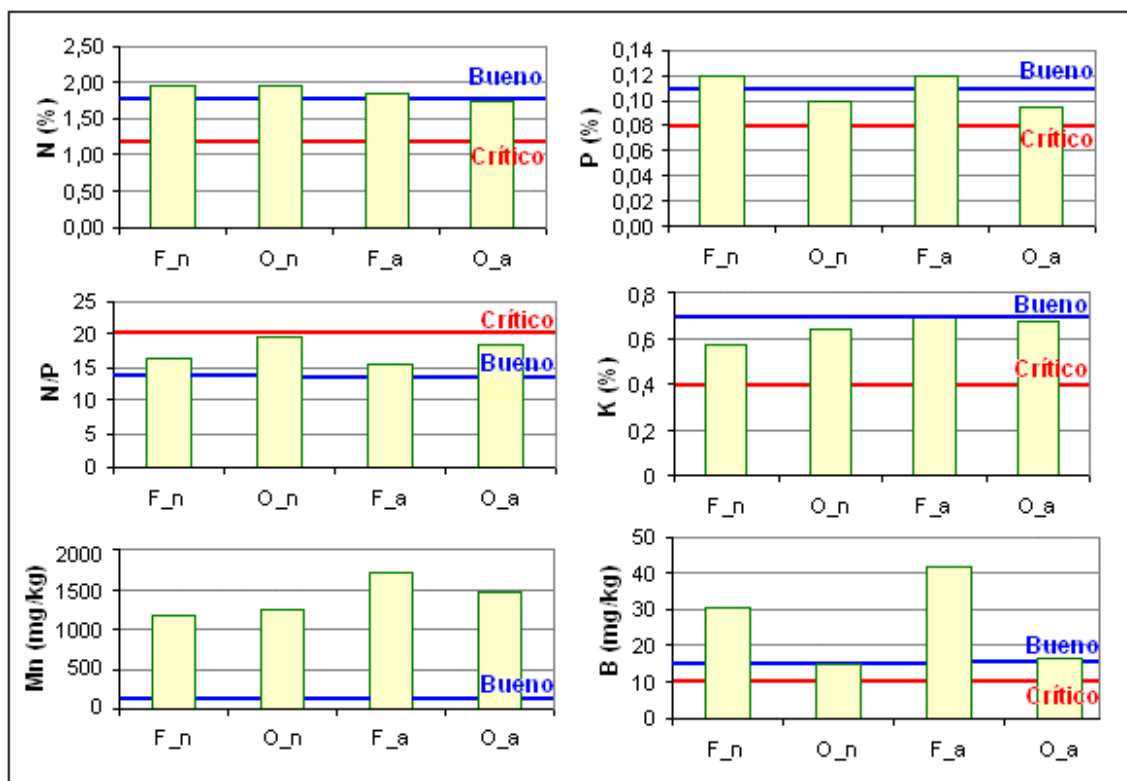 N (%)
2,50
2,00
1,50
1,00
0,50
0,00
Bueno
Crítico
F_n O_n F_a O_a
P (%)
0,14
0,12
0,10
0,08
0,06
0,04
0,02
0,00
Bueno
Crítico
F_n O_n F_a O_a
N/P
25
20
15
10
5
0
Crítico
Bueno
F_n O_n F_a O_a
K (%)
0,8
0,6
0,4
0,2
0
Bueno
Crítico
F_n O_n F_a O_a
Mn (mg/kg)
2000
1500
1000
500
0
Bueno
F_n O_n F_a O_a
B (mg/kg)
50
40
30
20
10
0
Bueno
Crítico
F_n O_n F_a O_a